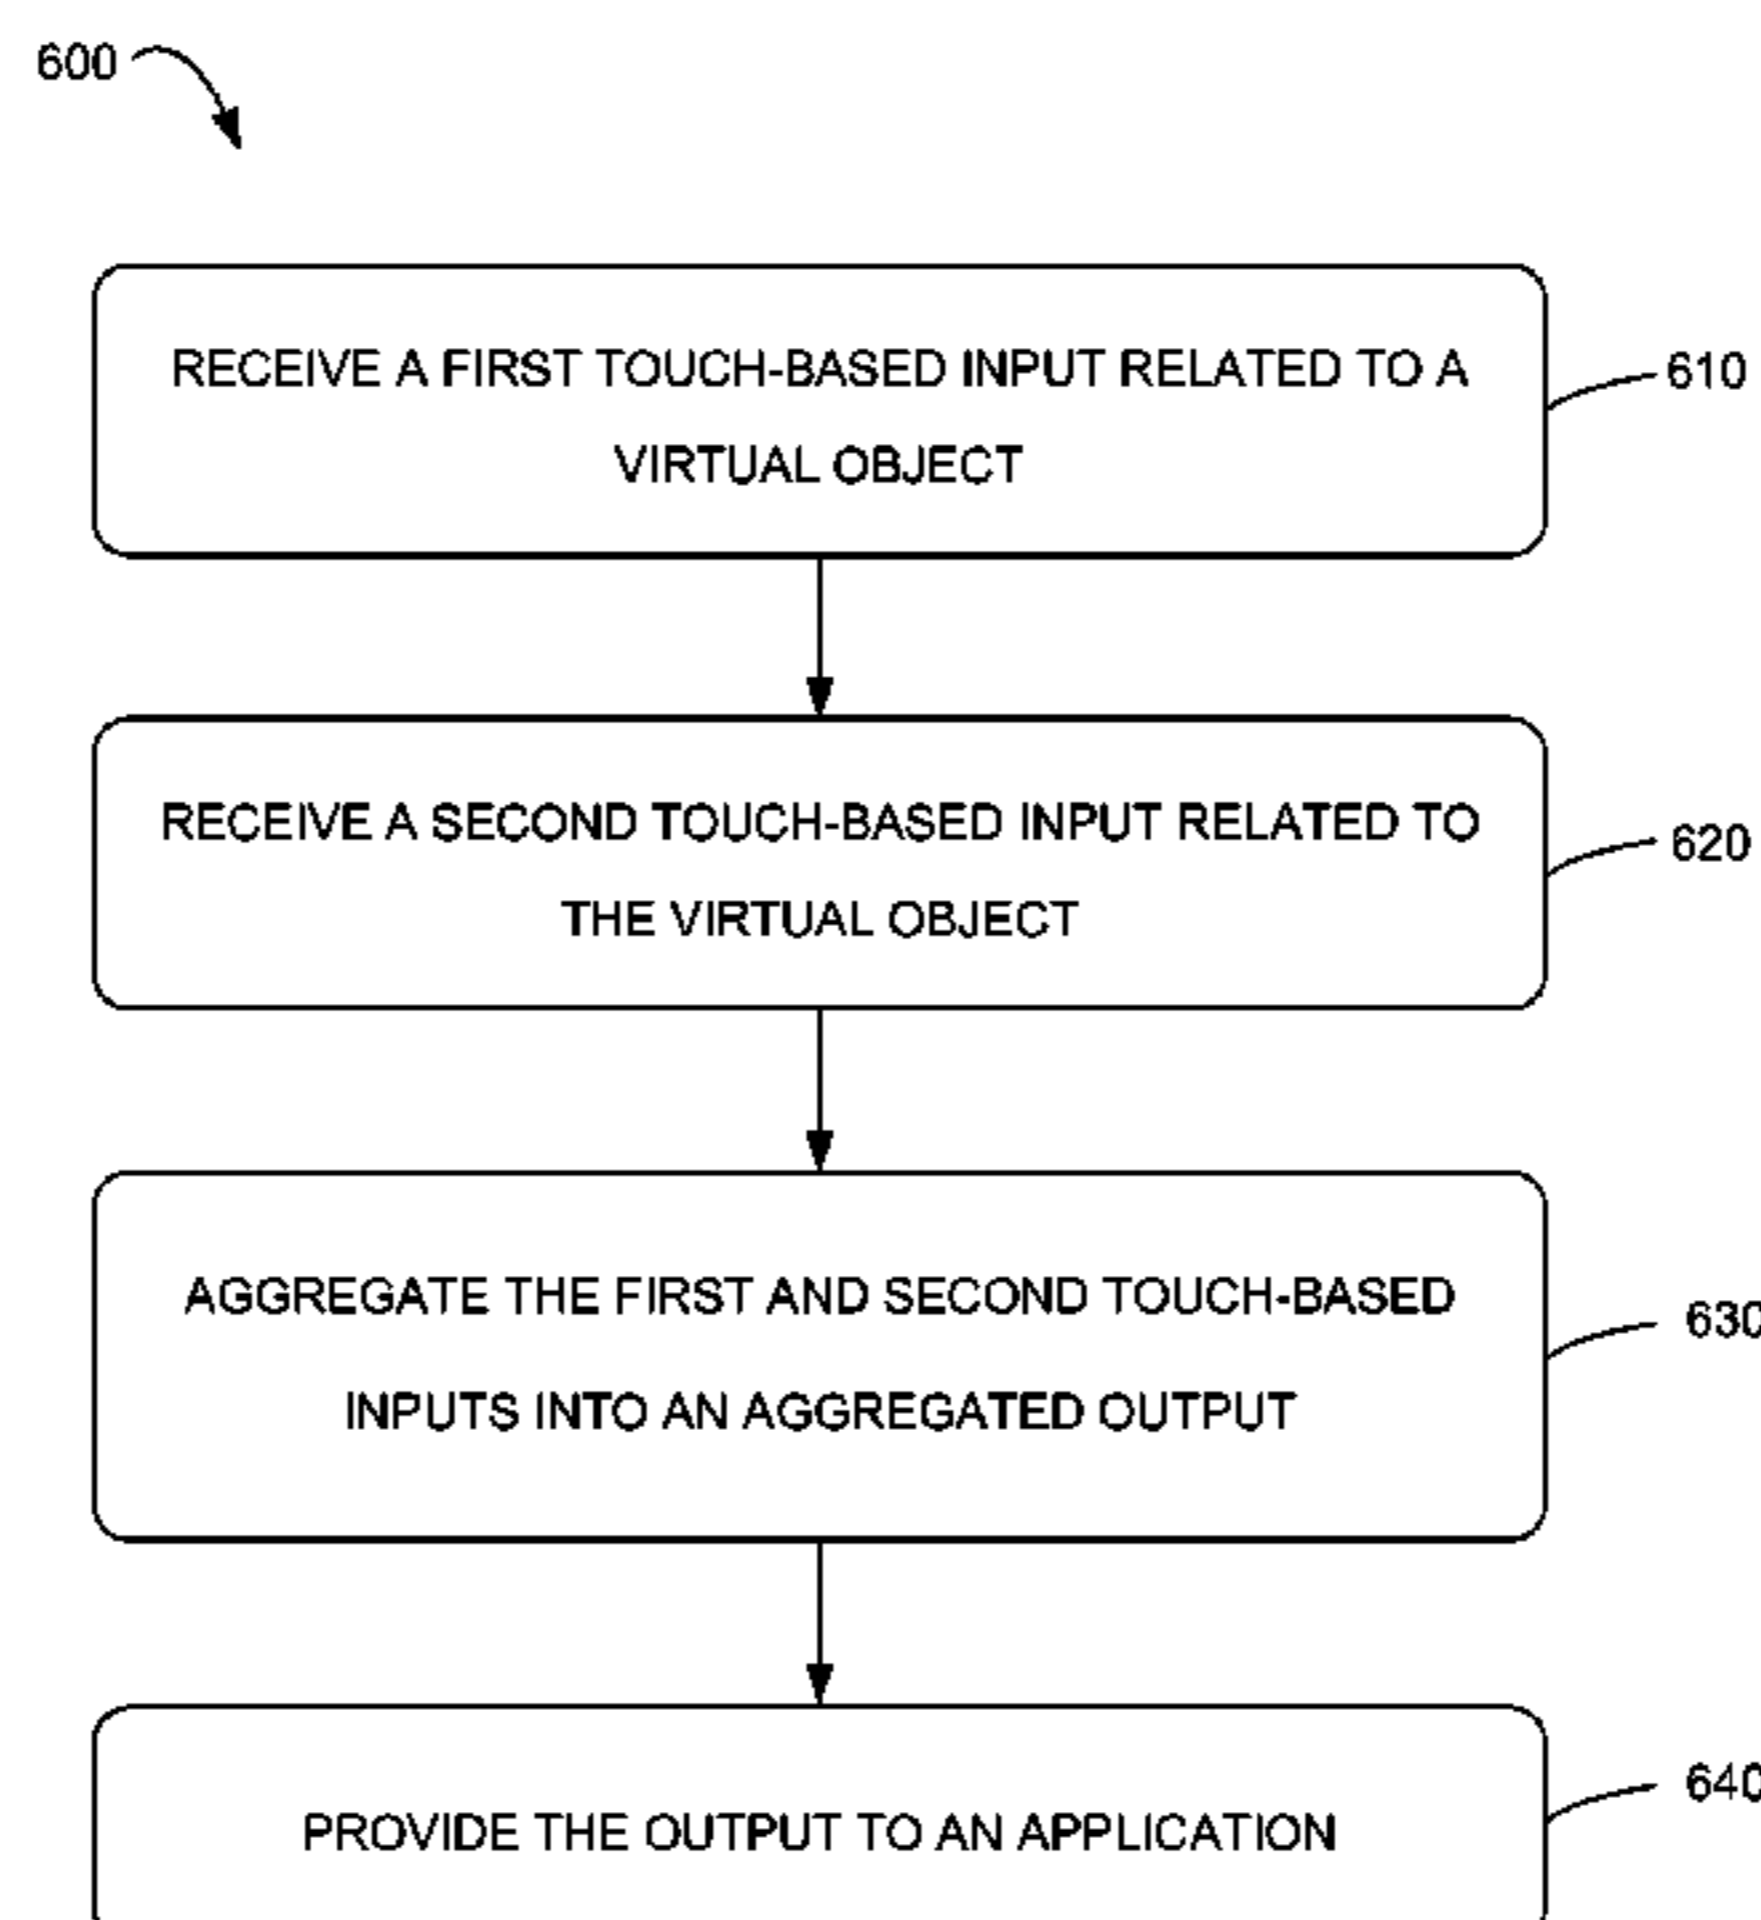 600
RECEIVE A FIRST TOUCH-BASED INPUT RELATED TO A
VIRTUAL OBJECT
610
RECEIVE A SECOND TOUCH-BASED INPUT RELATED TO
THE VIRTUAL OBJECT
620
AGGREGATE THE FIRST AND SECOND TOUCH-BASED
INPUTS INTO AN AGGREGATED OUTPUT
630
PROVIDE THE OUTPUT TO AN APPLICATION
640